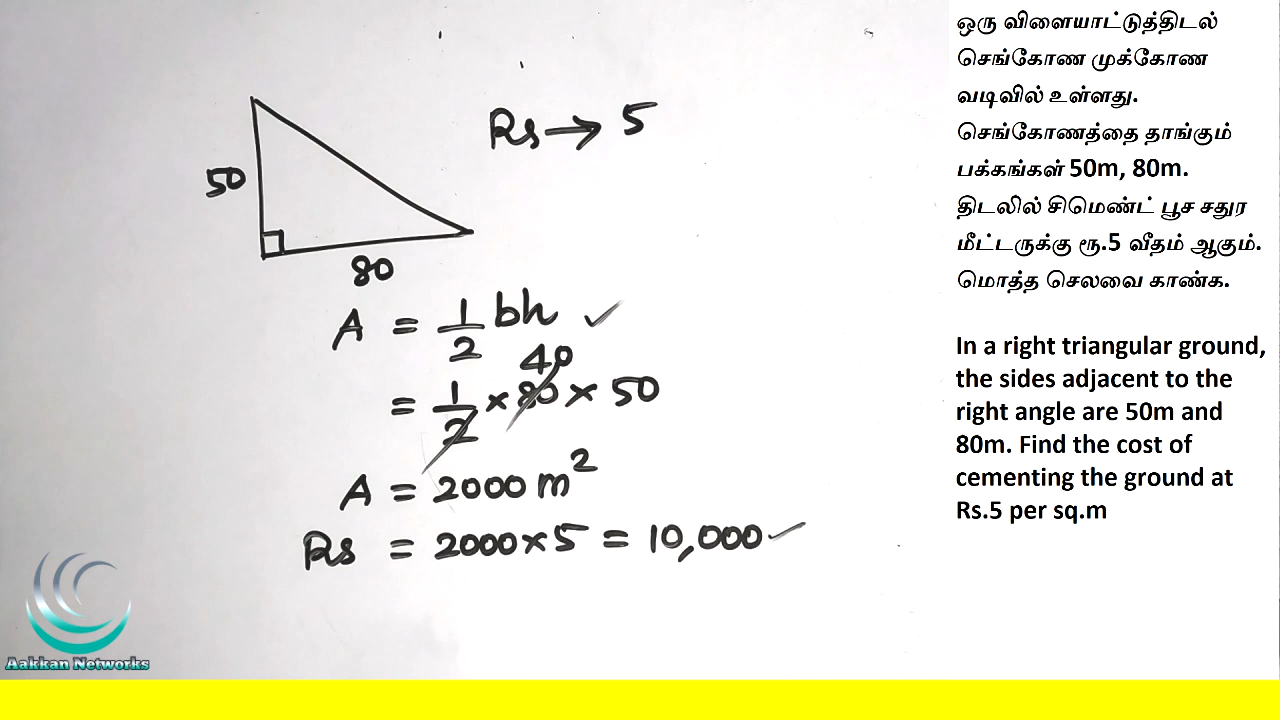 50
80
Rs → 5
A = 1/2 bh ✓
40
= 1/2 × 80 × 50
A = 2000 m²
Rs = 2000×5 = 10,000 ✓
ஒரு விளையாட்டுத்திடல்
செங்கோண முக்கோண
வடிவில் உள்ளது.
செங்கோணத்தை தாங்கும்
பக்கங்கள் 50m, 80m.
திடலில் சிமெண்ட் பூச சதுர
மீட்டருக்கு ரூ.5 வீதம் ஆகும்.
மொத்த செலவை காண்க.
In a right triangular ground,
the sides adjacent to the
right angle are 50m and
80m. Find the cost of
cementing the ground at
Rs.5 per sq.m
Aakkan Networks